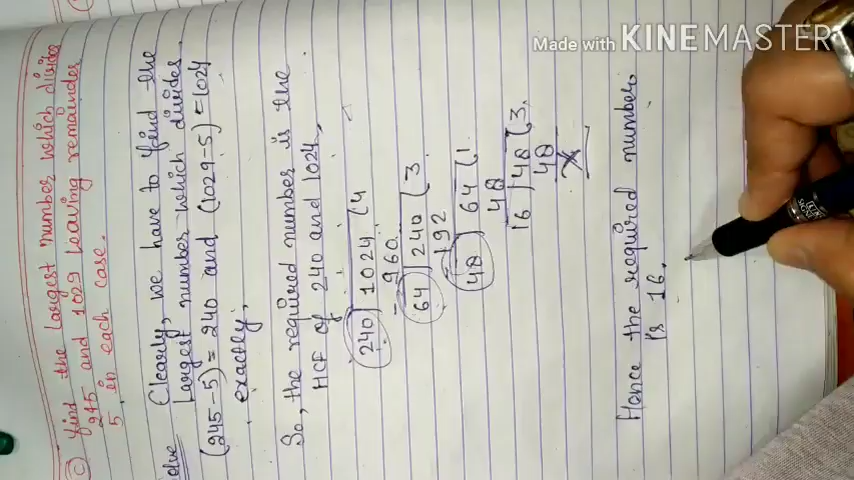 Made with KINEMASTER
C) find the largest number which divides
245 and 1029 leaving remainder
5 in each case.
Clearly, we have to find the
largest number which divides
(245-5) = 240 and (1029-5) = 1024
exactly,
So, the required number is the
HCF of 240 and 1024.
240) 1024 (4
- 960
64) 240 (3
- 192
48) 64 (1
48
16) 48 (3
48
X
Hence the required number
is 16.